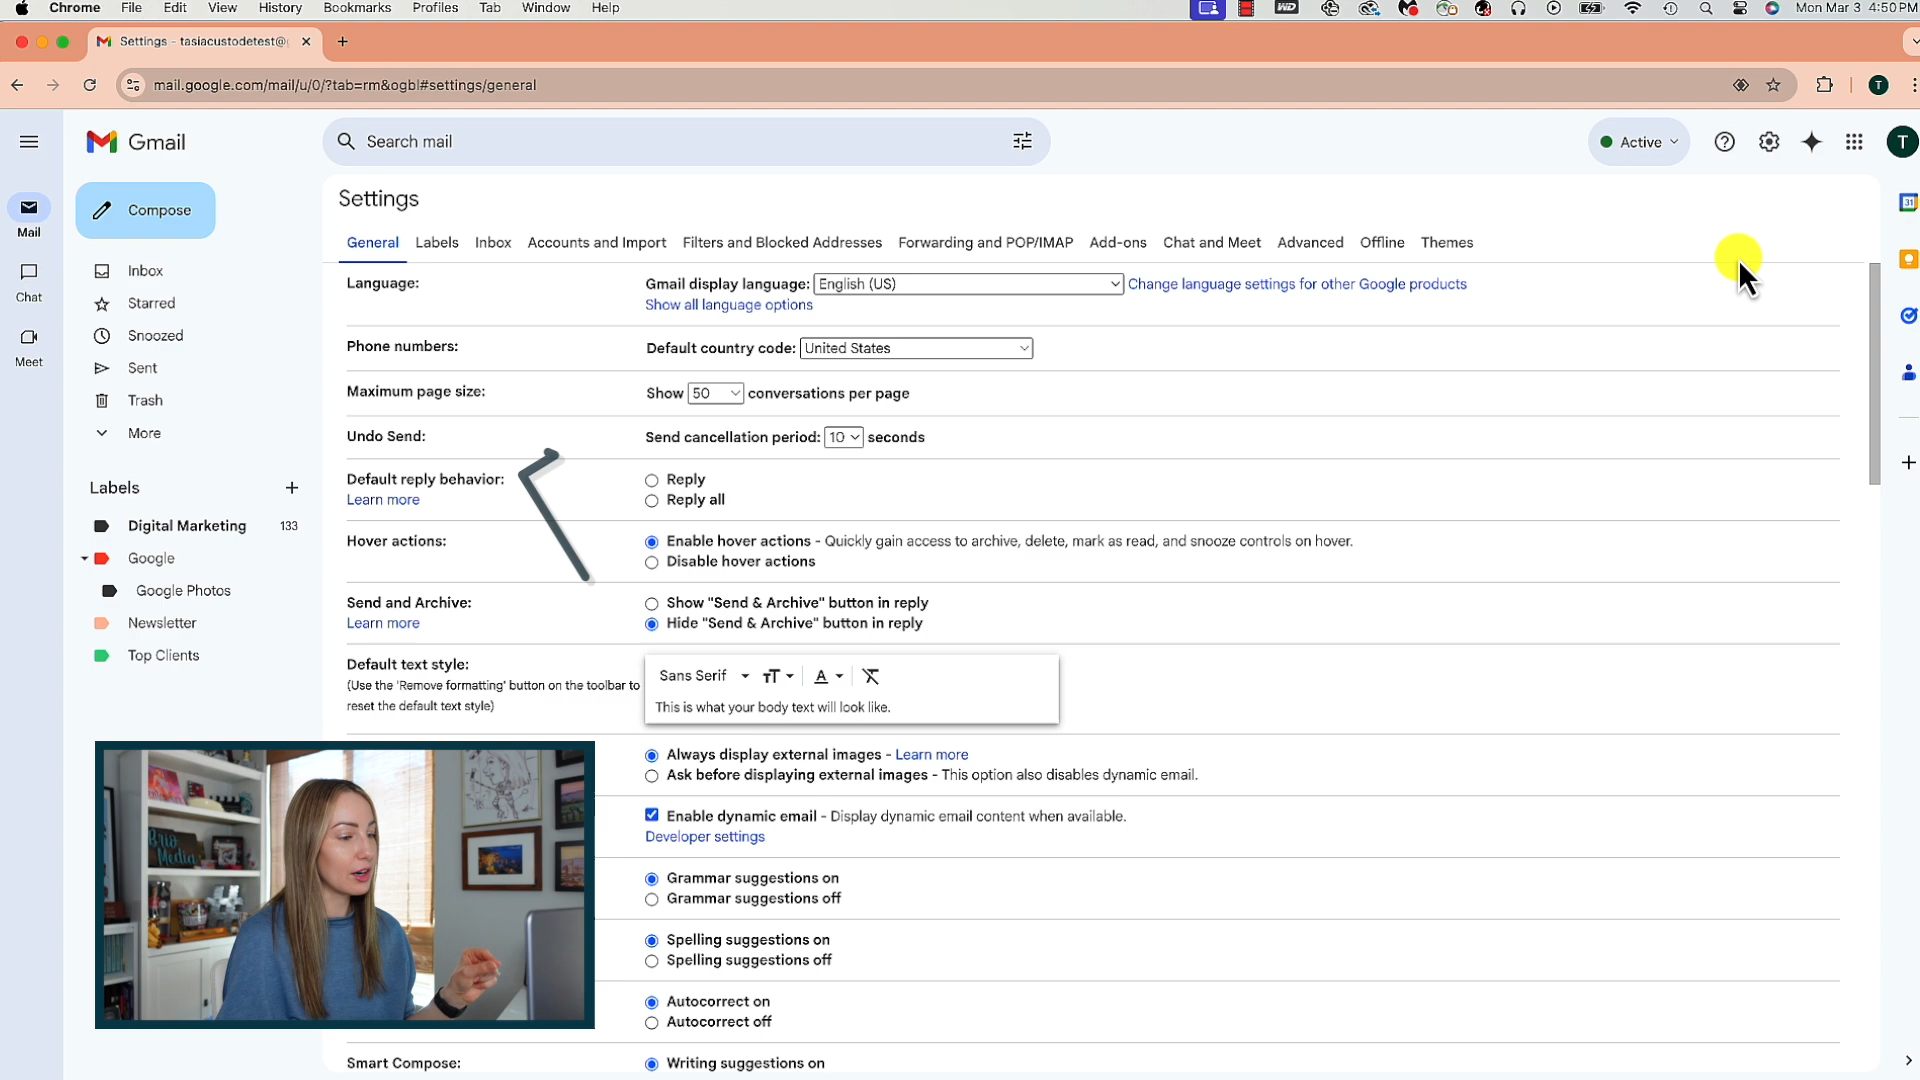 Chrome File Edit View History Bookmarks Profiles Tab Window Help
WD
Mon Mar 3 4:50 PM
Settings - tasiacustodetest@
mail.google.com/mail/u/0/?tab=rm&ogbl#settings/general
T
Gmail
Search mail
Active
T
Mail
Chat
Meet
Compose
Inbox
Starred
Snoozed
Sent
Trash
More
Labels
Digital Marketing 133
Google
Google Photos
Newsletter
Top Clients
31
Settings
General Labels Inbox Accounts and Import Filters and Blocked Addresses Forwarding and POP/IMAP Add-ons Chat and Meet Advanced Offline Themes
Language:
Gmail display language: English (US) Change language settings for other Google products
Show all language options
Phone numbers:
Default country code: United States
Maximum page size:
Show 50 conversations per page
Undo Send:
Send cancellation period: 10 seconds
Default reply behavior:
Learn more
Reply
Reply all
Hover actions:
Enable hover actions - Quickly gain access to archive, delete, mark as read, and snooze controls on hover.
Disable hover actions
Send and Archive:
Learn more
Show "Send & Archive" button in reply
Hide "Send & Archive" button in reply
Default text style:
(Use the 'Remove formatting' button on the toolbar to
reset the default text style)
Sans Serif
This is what your body text will look like.
Always display external images - Learn more
Ask before displaying external images - This option also disables dynamic email.
Enable dynamic email - Display dynamic email content when available.
Developer settings
Grammar suggestions on
Grammar suggestions off
Spelling suggestions on
Spelling suggestions off
Autocorrect on
Autocorrect off
Smart Compose:
Writing suggestions on
Brio
Media